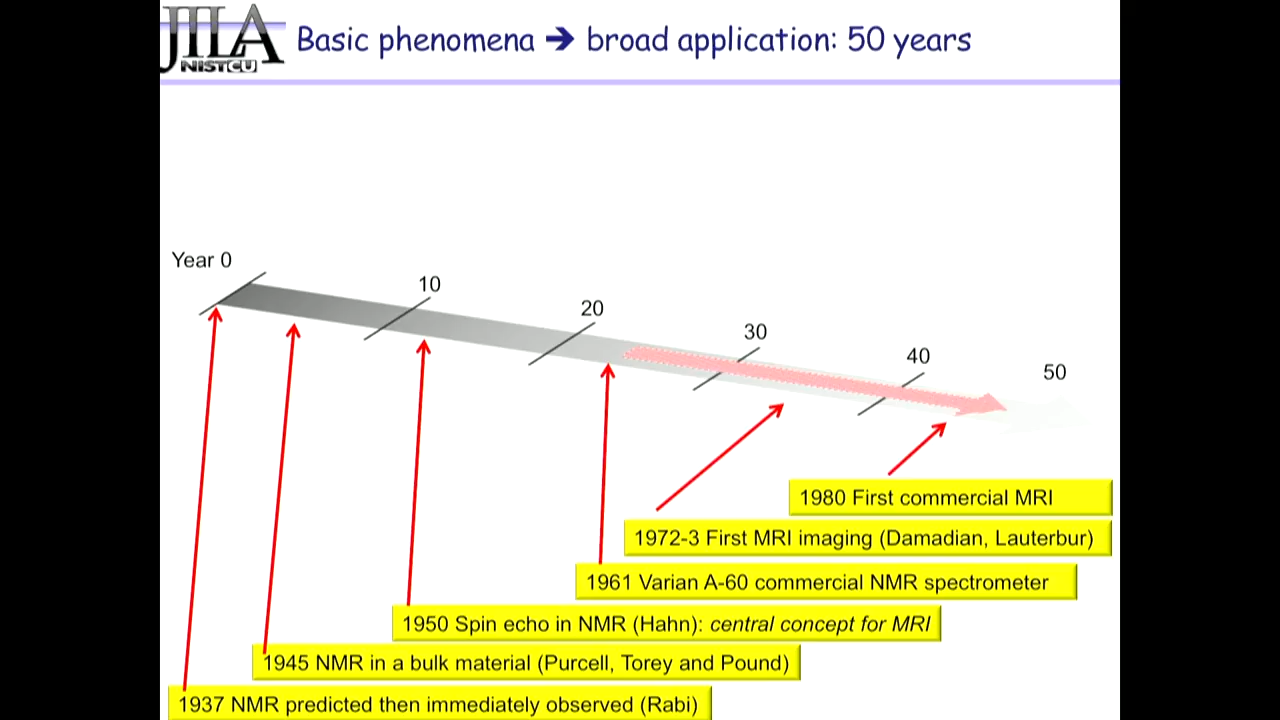 JILA
NIST CU
Basic phenomena ➔ broad application: 50 years
Year 0
10
20
30
40
50
1980 First commercial MRI
1972-3 First MRI imaging (Damadian, Lauterbur)
1961 Varian A-60 commercial NMR spectrometer
1950 Spin echo in NMR (Hahn): central concept for MRI
1945 NMR in a bulk material (Purcell, Torey and Pound)
1937 NMR predicted then immediately observed (Rabi)